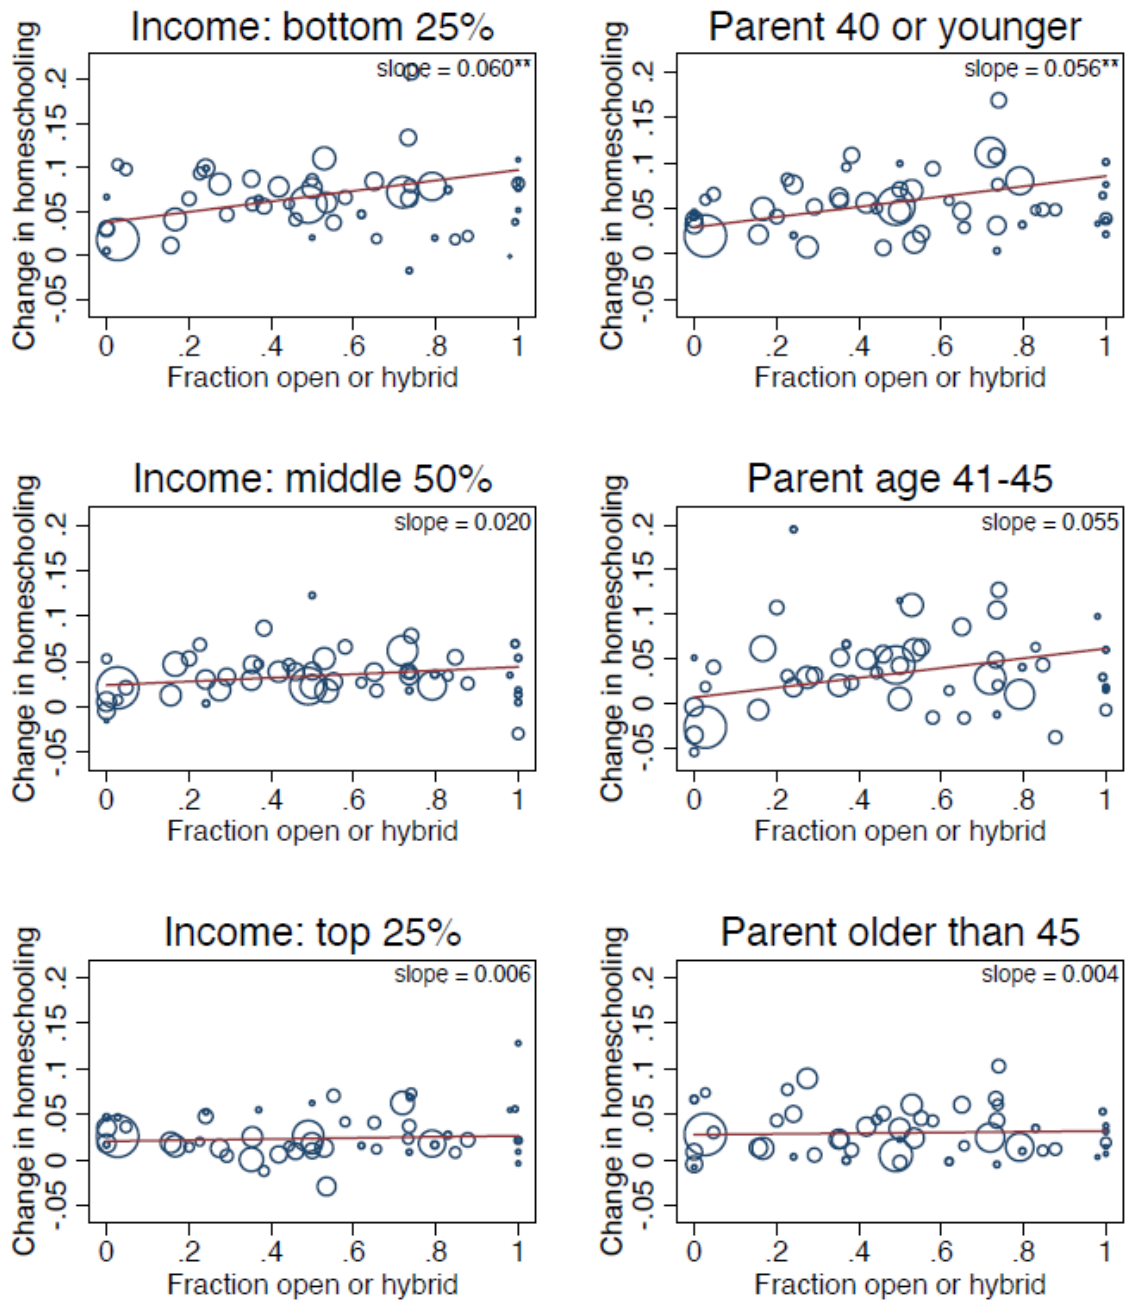 Income: bottom 25%
slope = 0.060**
Change in homeschooling
-.05 0 .05 .1 .15 .2
0 .2 .4 .6 .8 1
Fraction open or hybrid
Parent 40 or younger
slope = 0.056**
Change in homeschooling
-.05 0 .05 .1 .15 .2
0 .2 .4 .6 .8 1
Fraction open or hybrid
Income: middle 50%
slope = 0.020
Change in homeschooling
-.05 0 .05 .1 .15 .2
0 .2 .4 .6 .8 1
Fraction open or hybrid
Parent age 41-45
slope = 0.055
Change in homeschooling
-.05 0 .05 .1 .15 .2
0 .2 .4 .6 .8 1
Fraction open or hybrid
Income: top 25%
slope = 0.006
Change in homeschooling
-.05 0 .05 .1 .15 .2
0 .2 .4 .6 .8 1
Fraction open or hybrid
Parent older than 45
slope = 0.004
Change in homeschooling
-.05 0 .05 .1 .15 .2
0 .2 .4 .6 .8 1
Fraction open or hybrid